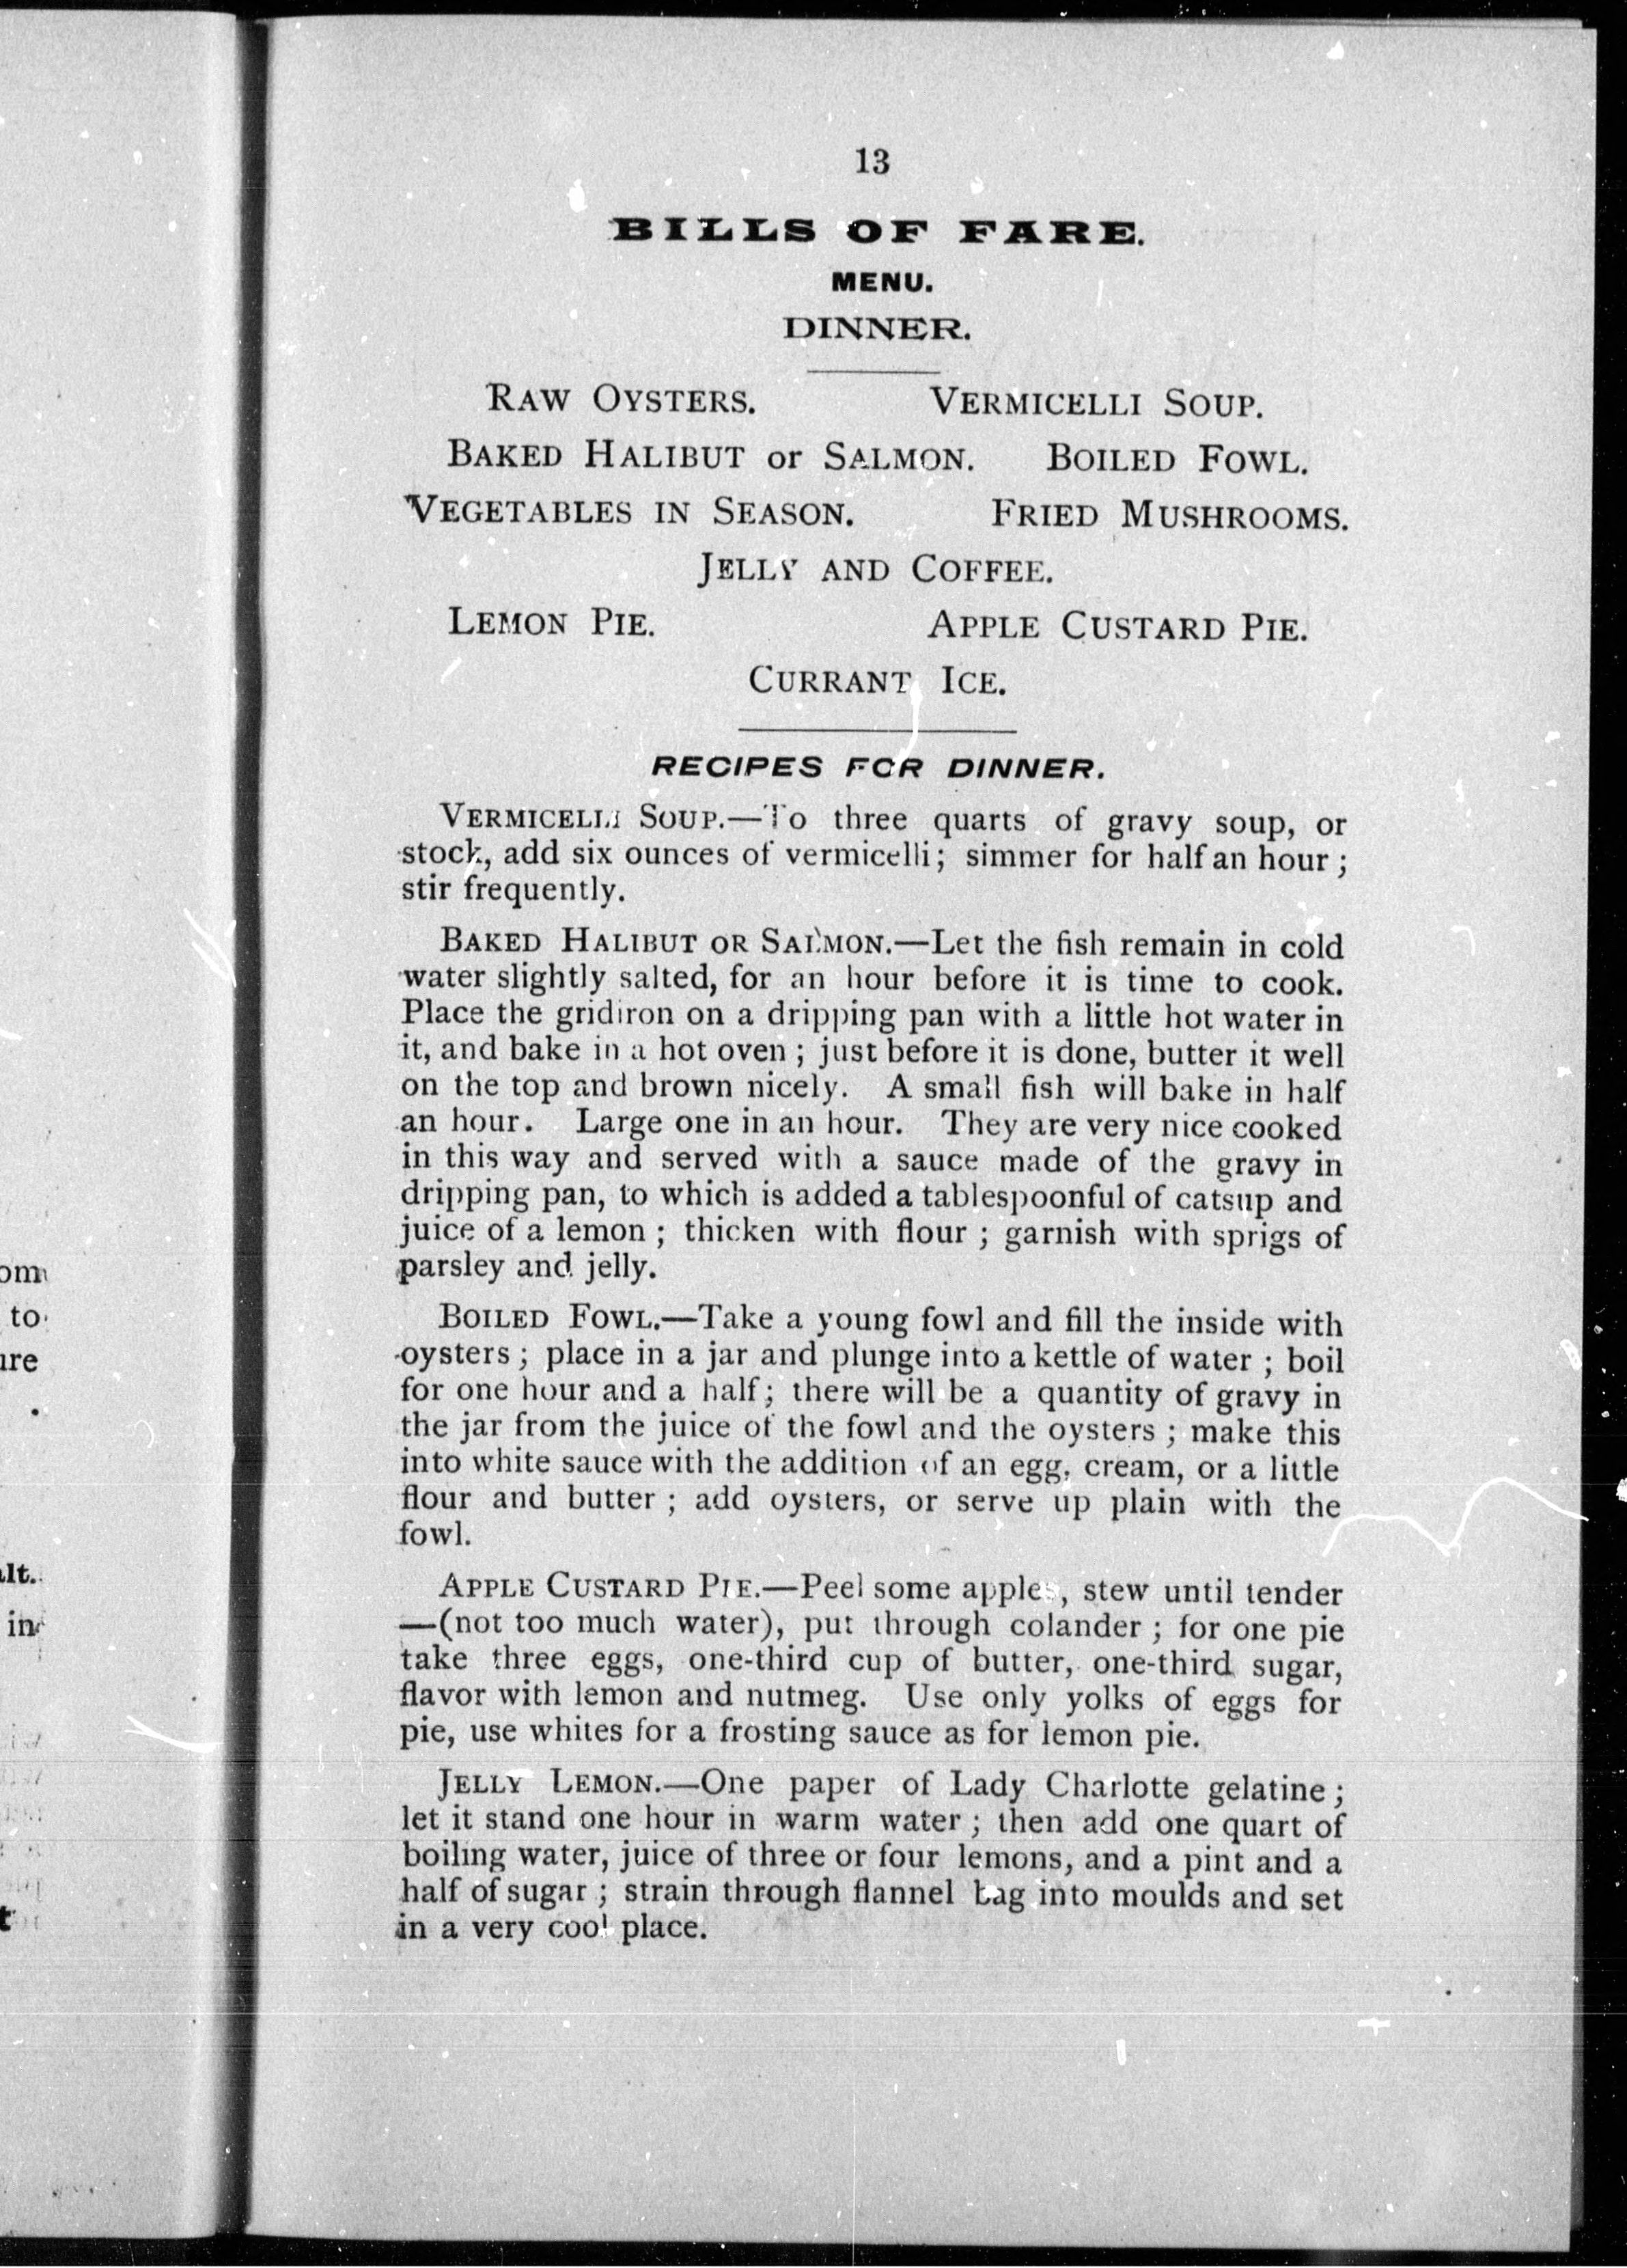 13
BILLS OF FARE.
MENU.
DINNER.
RAW OYSTERS. VERMICELLI SOUP.
BAKED HALIBUT or SALMON. BOILED FOWL.
VEGETABLES IN SEASON. FRIED MUSHROOMS.
JELLY AND COFFEE.
LEMON PIE. APPLE CUSTARD PIE.
CURRANT ICE.
RECIPES FOR DINNER.
VERMICELLI SOUP.—To three quarts of gravy soup, or
stock, add six ounces of vermicelli; simmer for half an hour;
stir frequently.
BAKED HALIBUT OR SALMON.—Let the fish remain in cold
water slightly salted, for an hour before it is time to cook.
Place the gridiron on a dripping pan with a little hot water in
it, and bake in a hot oven; just before it is done, butter it well
on the top and brown nicely. A small fish will bake in half
an hour. Large one in an hour. They are very nice cooked
in this way and served with a sauce made of the gravy in
dripping pan, to which is added a tablespoonful of catsup and
juice of a lemon; thicken with flour; garnish with sprigs of
parsley and jelly.
BOILED FOWL.—Take a young fowl and fill the inside with
oysters; place in a jar and plunge into a kettle of water; boil
for one hour and a half; there will be a quantity of gravy in
the jar from the juice of the fowl and the oysters; make this
into white sauce with the addition of an egg, cream, or a little
flour and butter; add oysters, or serve up plain with the
fowl.
APPLE CUSTARD PIE.—Peel some apples, stew until tender
—(not too much water), put through colander; for one pie
take three eggs, one-third cup of butter, one-third sugar,
flavor with lemon and nutmeg. Use only yolks of eggs for
pie, use whites for a frosting sauce as for lemon pie.
JELLY LEMON.—One paper of Lady Charlotte gelatine;
let it stand one hour in warm water; then add one quart of
boiling water, juice of three or four lemons, and a pint and a
half of sugar; strain through flannel bag into moulds and set
in a very cool place.